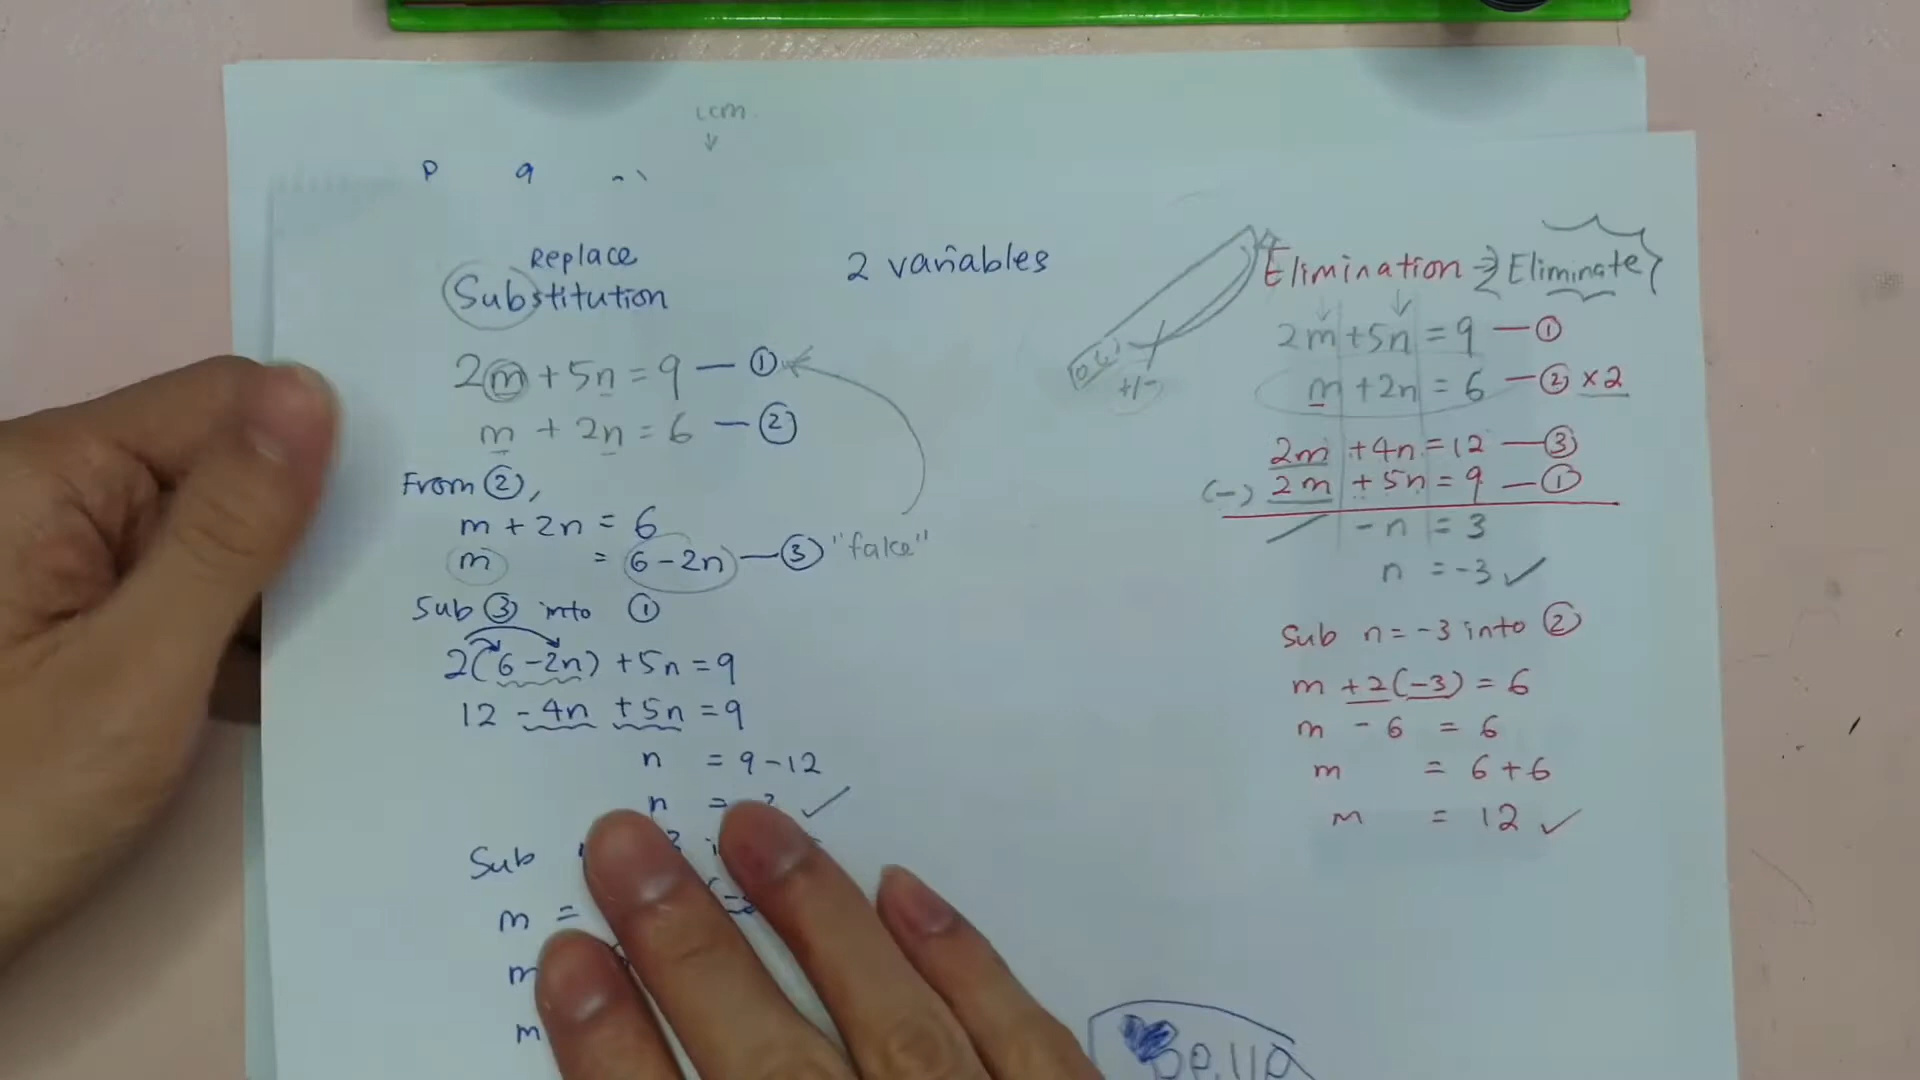 1cm
P 9
Replace
Substitution
2m + 5n = 9 — ①
m + 2n = 6 — ②
From ②,
m + 2n = 6
m = 6 - 2n — ③ "fake"
Sub ③ into ①
2(6 - 2n) + 5n = 9
12 - 4n + 5n = 9
n = 9 - 12
n =
Sub
m =
m
m
2 variables
Elimination → Eliminate
+/-
2m + 5n = 9 — ①
m + 2n = 6 — ② × 2
2m + 4n = 12 — ③
(-) 2m + 5n = 9 — ①
- n = 3
n = -3 ✓
Sub n = -3 into ②
m + 2(-3) = 6
m - 6 = 6
m = 6 + 6
m = 12 ✓